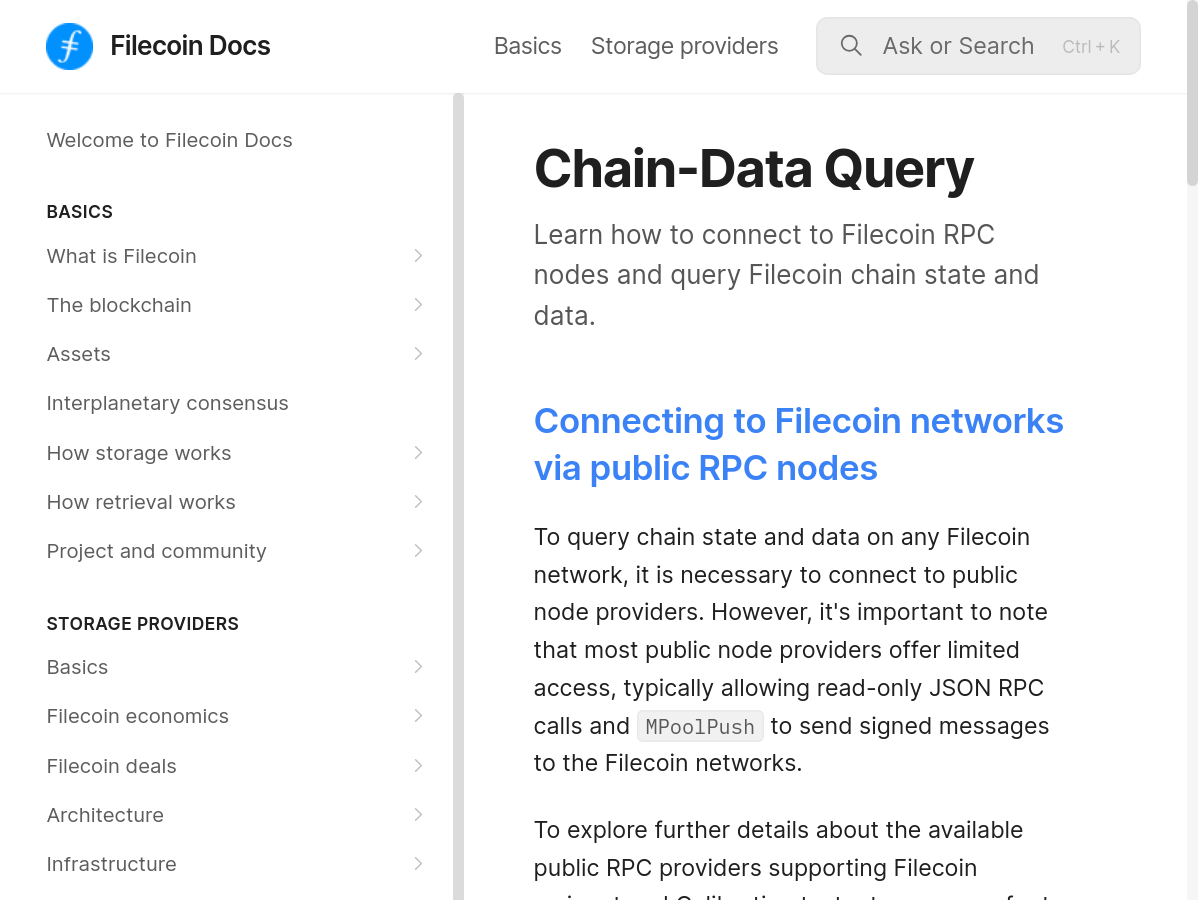 Filecoin Docs
Basics
Storage providers
Ask or Search
Ctrl + K
Welcome to Filecoin Docs
BASICS
What is Filecoin
The blockchain
Assets
Interplanetary consensus
How storage works
How retrieval works
Project and community
STORAGE PROVIDERS
Basics
Filecoin economics
Filecoin deals
Architecture
Infrastructure
Chain-Data Query
Learn how to connect to Filecoin RPC
nodes and query Filecoin chain state and
data.
Connecting to Filecoin networks
via public RPC nodes
To query chain state and data on any Filecoin
network, it is necessary to connect to public
node providers. However, it's important to note
that most public node providers offer limited
access, typically allowing read-only JSON RPC
calls and MPoolPush to send signed messages
to the Filecoin networks.
To explore further details about the available
public RPC providers supporting Filecoin